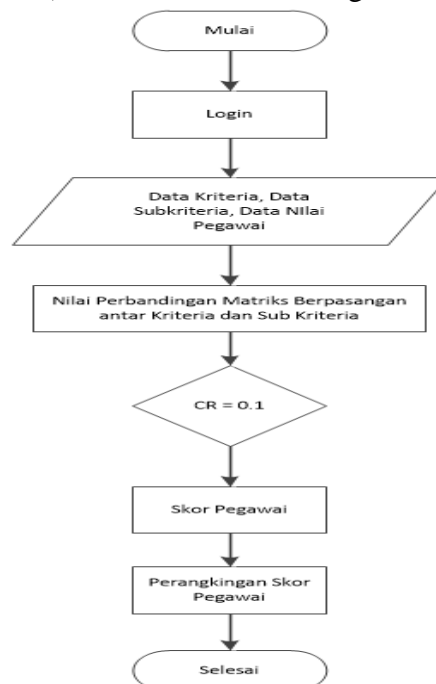 Mulai
Login
Data Kriteria, Data
Subkriteria, Data NIlai
Pegawai
Nilai Perbandingan Matriks Berpasangan
antar Kriteria dan Sub Kriteria
CR = 0.1
Skor Pegawai
Perangkingan Skor
Pegawai
Selesai